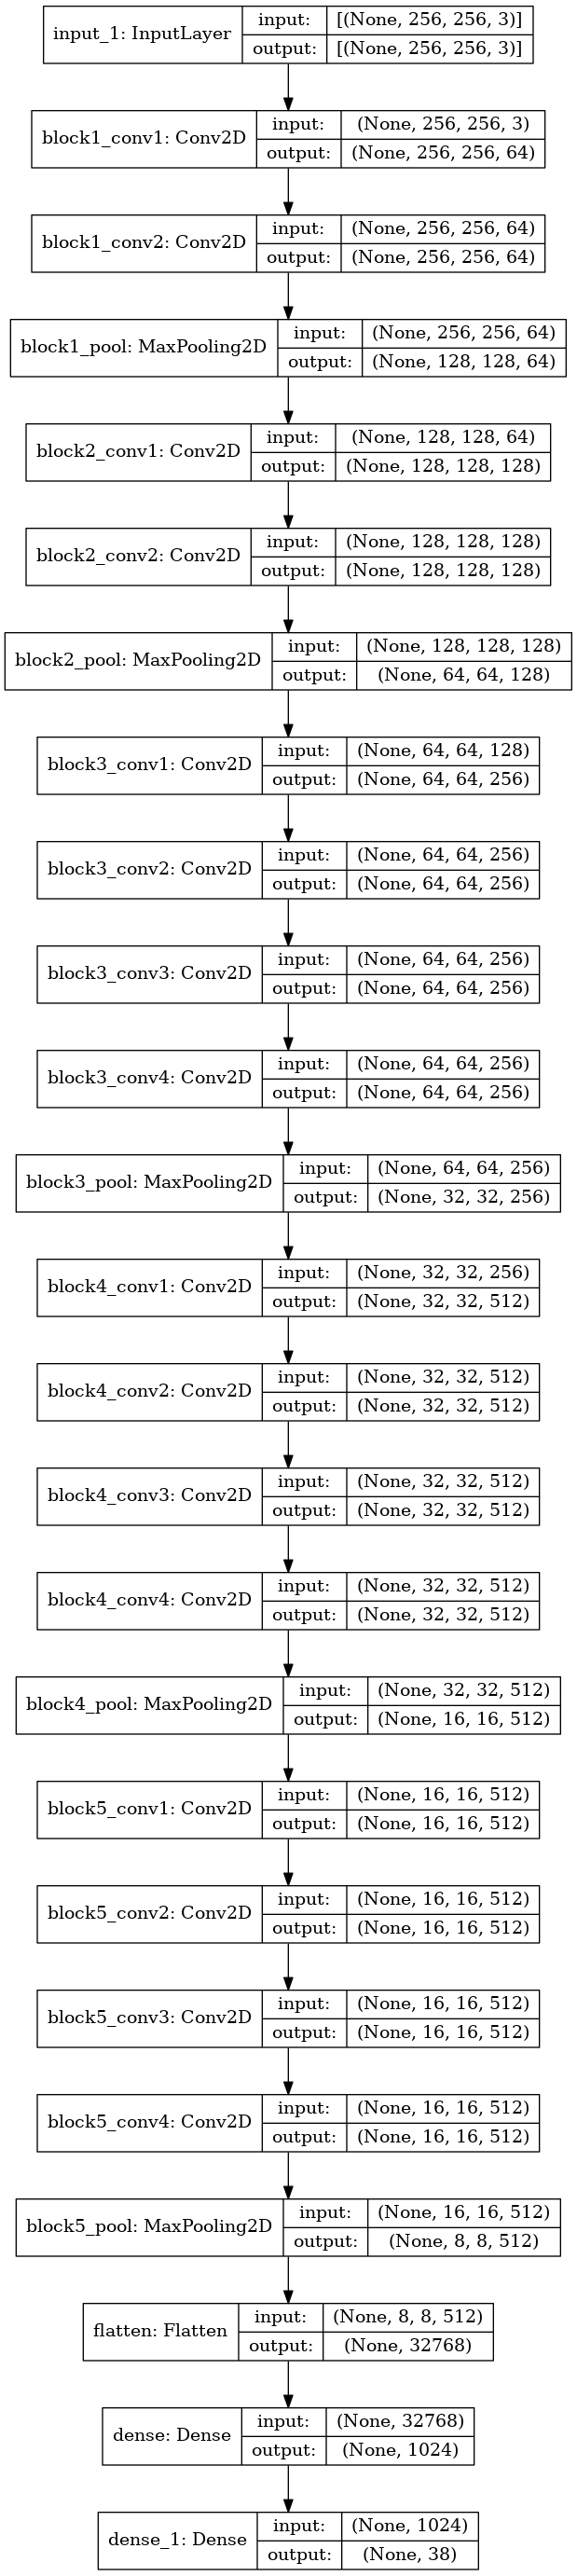 input_1: InputLayer
input:
[(None, 256, 256, 3)]
output:
[(None, 256, 256, 3)]
block1_conv1: Conv2D
input:
(None, 256, 256, 3)
output:
(None, 256, 256, 64)
block1_conv2: Conv2D
input:
(None, 256, 256, 64)
output:
(None, 256, 256, 64)
block1_pool: MaxPooling2D
input:
(None, 256, 256, 64)
output:
(None, 128, 128, 64)
block2_conv1: Conv2D
input:
(None, 128, 128, 64)
output:
(None, 128, 128, 128)
block2_conv2: Conv2D
input:
(None, 128, 128, 128)
output:
(None, 128, 128, 128)
block2_pool: MaxPooling2D
input:
(None, 128, 128, 128)
output:
(None, 64, 64, 128)
block3_conv1: Conv2D
input:
(None, 64, 64, 128)
output:
(None, 64, 64, 256)
block3_conv2: Conv2D
input:
(None, 64, 64, 256)
output:
(None, 64, 64, 256)
block3_conv3: Conv2D
input:
(None, 64, 64, 256)
output:
(None, 64, 64, 256)
block3_conv4: Conv2D
input:
(None, 64, 64, 256)
output:
(None, 64, 64, 256)
block3_pool: MaxPooling2D
input:
(None, 64, 64, 256)
output:
(None, 32, 32, 256)
block4_conv1: Conv2D
input:
(None, 32, 32, 256)
output:
(None, 32, 32, 512)
block4_conv2: Conv2D
input:
(None, 32, 32, 512)
output:
(None, 32, 32, 512)
block4_conv3: Conv2D
input:
(None, 32, 32, 512)
output:
(None, 32, 32, 512)
block4_conv4: Conv2D
input:
(None, 32, 32, 512)
output:
(None, 32, 32, 512)
block4_pool: MaxPooling2D
input:
(None, 32, 32, 512)
output:
(None, 16, 16, 512)
block5_conv1: Conv2D
input:
(None, 16, 16, 512)
output:
(None, 16, 16, 512)
block5_conv2: Conv2D
input:
(None, 16, 16, 512)
output:
(None, 16, 16, 512)
block5_conv3: Conv2D
input:
(None, 16, 16, 512)
output:
(None, 16, 16, 512)
block5_conv4: Conv2D
input:
(None, 16, 16, 512)
output:
(None, 16, 16, 512)
block5_pool: MaxPooling2D
input:
(None, 16, 16, 512)
output:
(None, 8, 8, 512)
flatten: Flatten
input:
(None, 8, 8, 512)
output:
(None, 32768)
dense: Dense
input:
(None, 32768)
output:
(None, 1024)
dense_1: Dense
input:
(None, 1024)
output:
(None, 38)